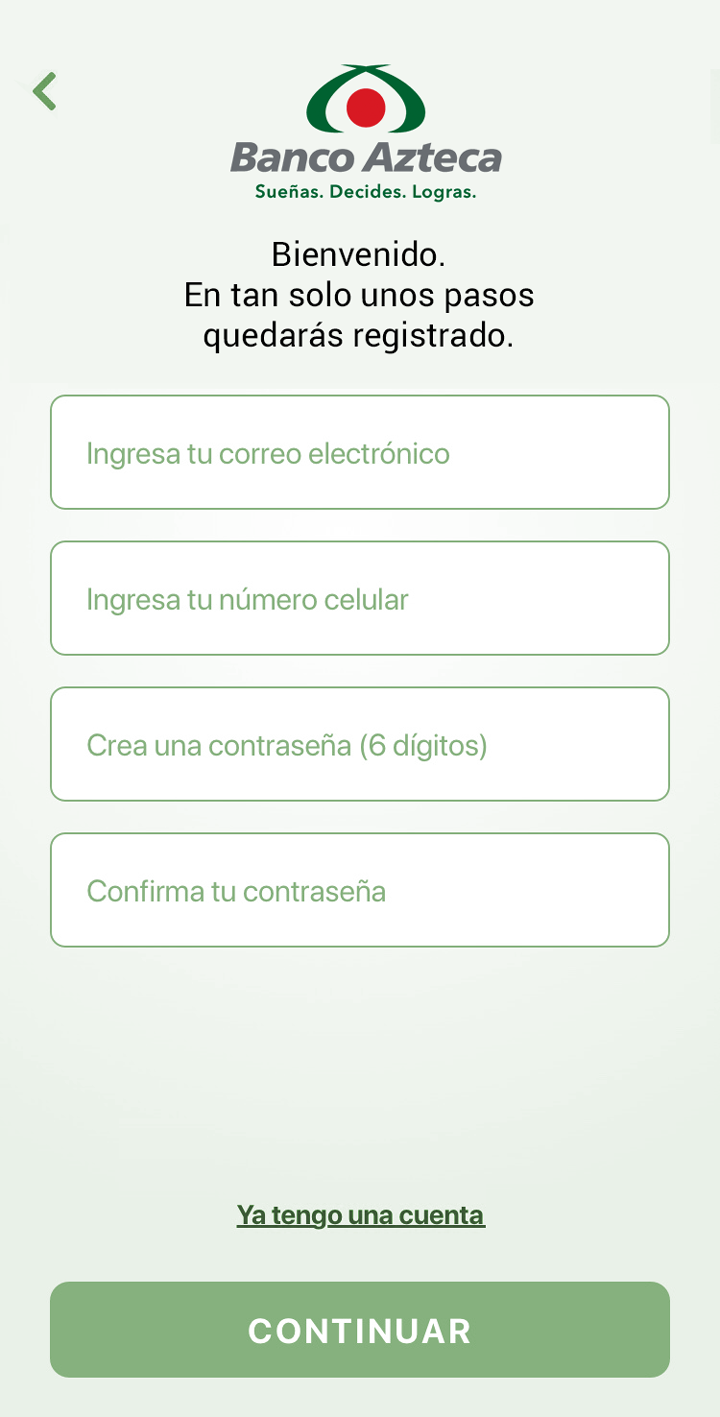 Banco Azteca
Sueñas. Decides. Logras.
Bienvenido.
En tan solo unos pasos
quedarás registrado.
Ingresa tu correo electrónico
Ingresa tu número celular
Crea una contraseña (6 dígitos)
Confirma tu contraseña
Ya tengo una cuenta
CONTINUAR